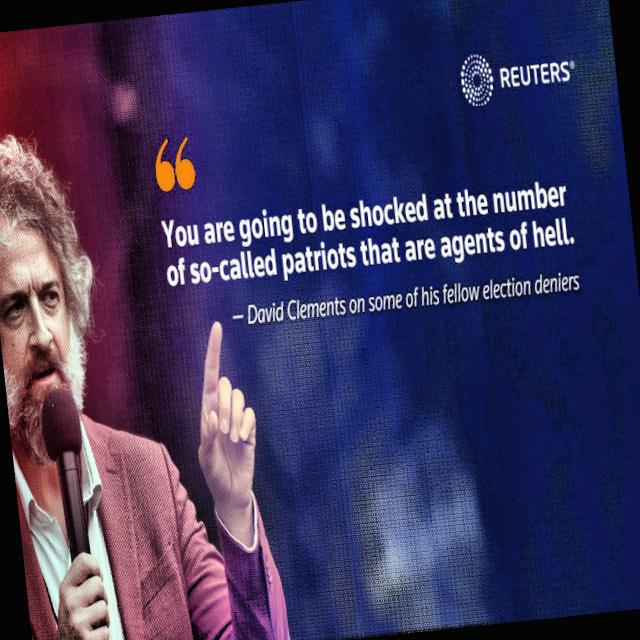 REUTERS®
“
You are going to be shocked at the number
of so-called patriots that are agents of hell.
– David Clements on some of his fellow election deniers